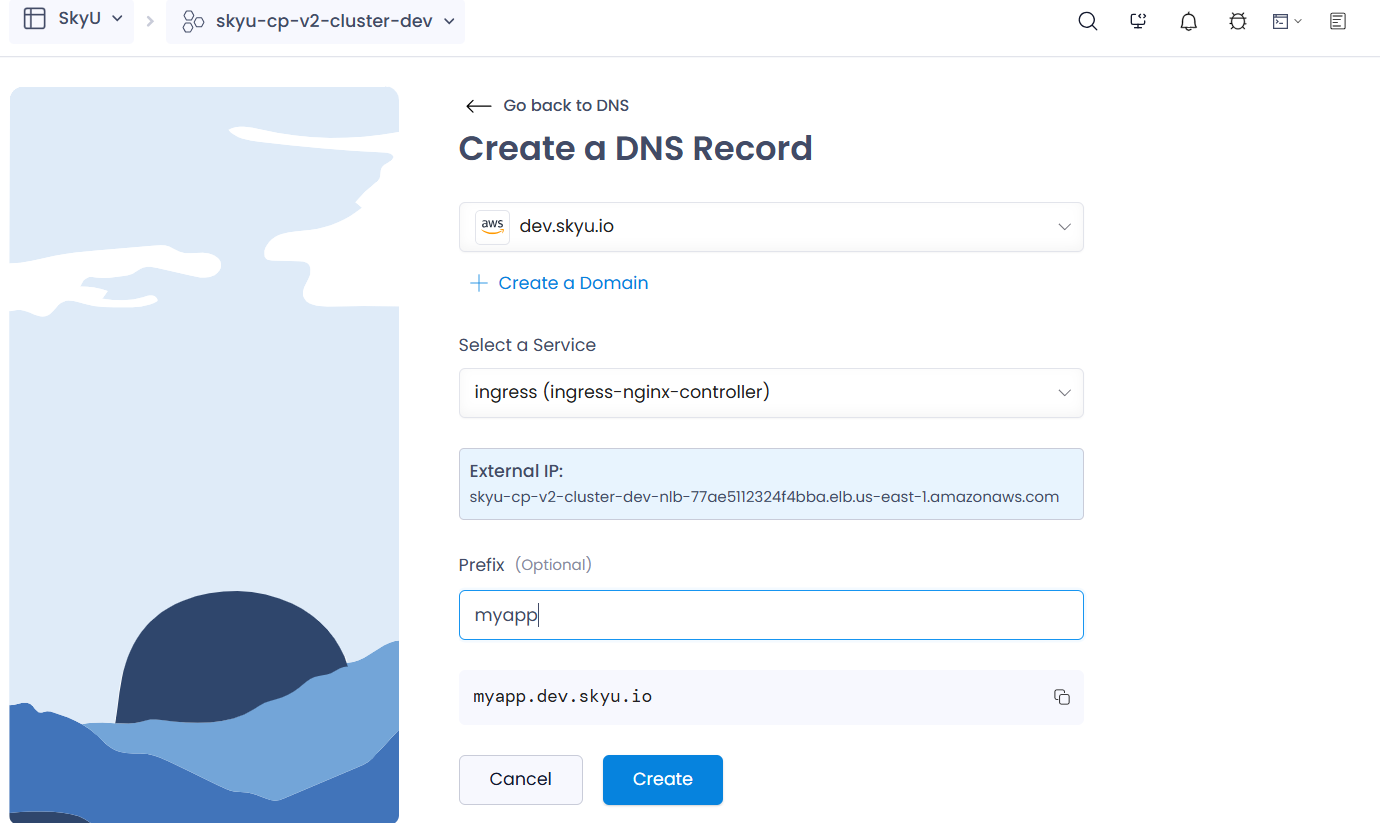 SkyU
skyu-cp-v2-cluster-dev
Go back to DNS
Create a DNS Record
aws
dev.skyu.io
Create a Domain
Select a Service
ingress (ingress-nginx-controller)
External IP:
skyu-cp-v2-cluster-dev-nlb-77ae5112324f4bba.elb.us-east-1.amazonaws.com
Prefix (Optional)
myapp
myapp.dev.skyu.io
Cancel
Create